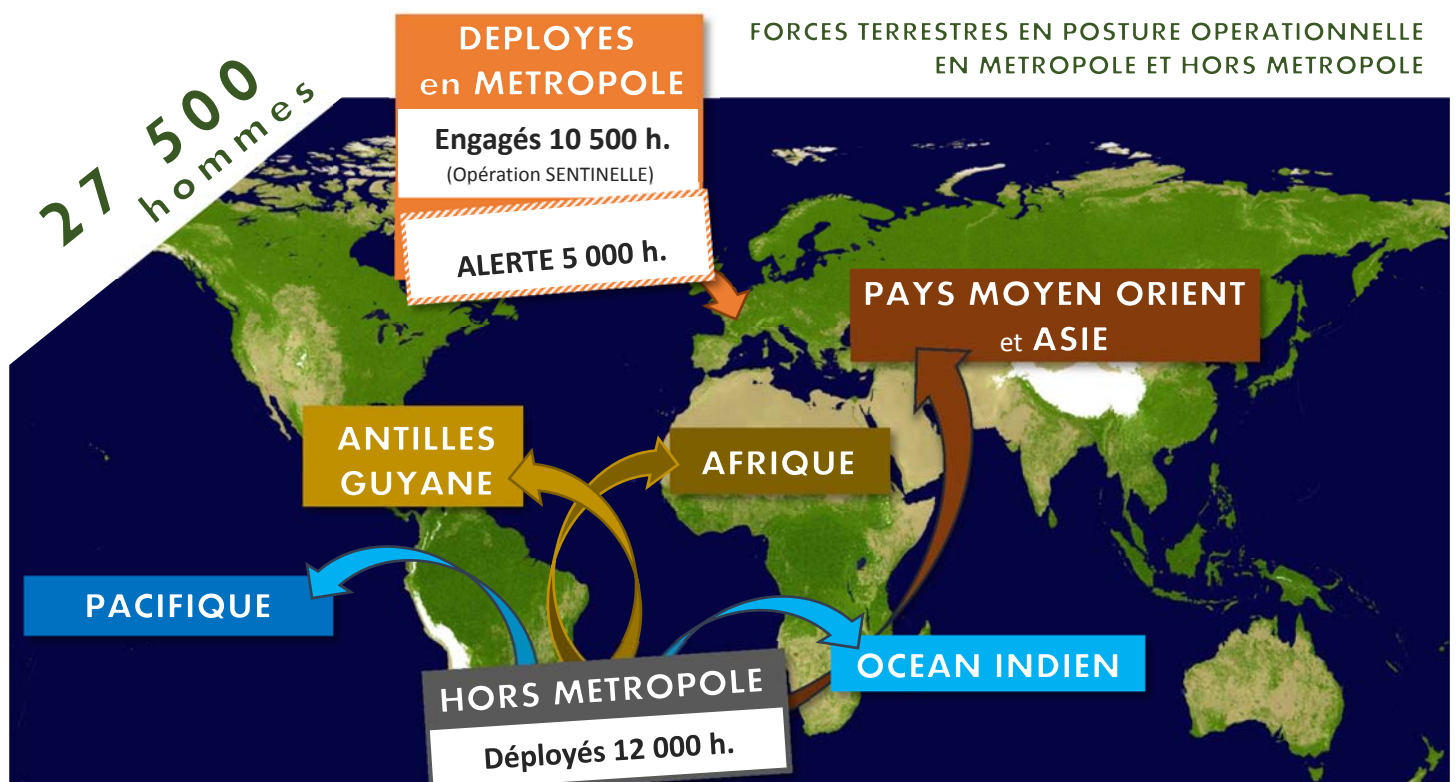 FORCES TERRESTRES EN POSTURE OPERATIONNELLE
EN METROPOLE ET HORS METROPOLE
27 500
hommes
DEPLOYES
en METROPOLE
Engagés 10 500 h.
(Opération SENTINELLE)
ALERTE 5 000 h.
PAYS MOYEN ORIENT
et ASIE
ANTILLES
GUYANE
AFRIQUE
PACIFIQUE
OCEAN INDIEN
HORS METROPOLE
Déployés 12 000 h.